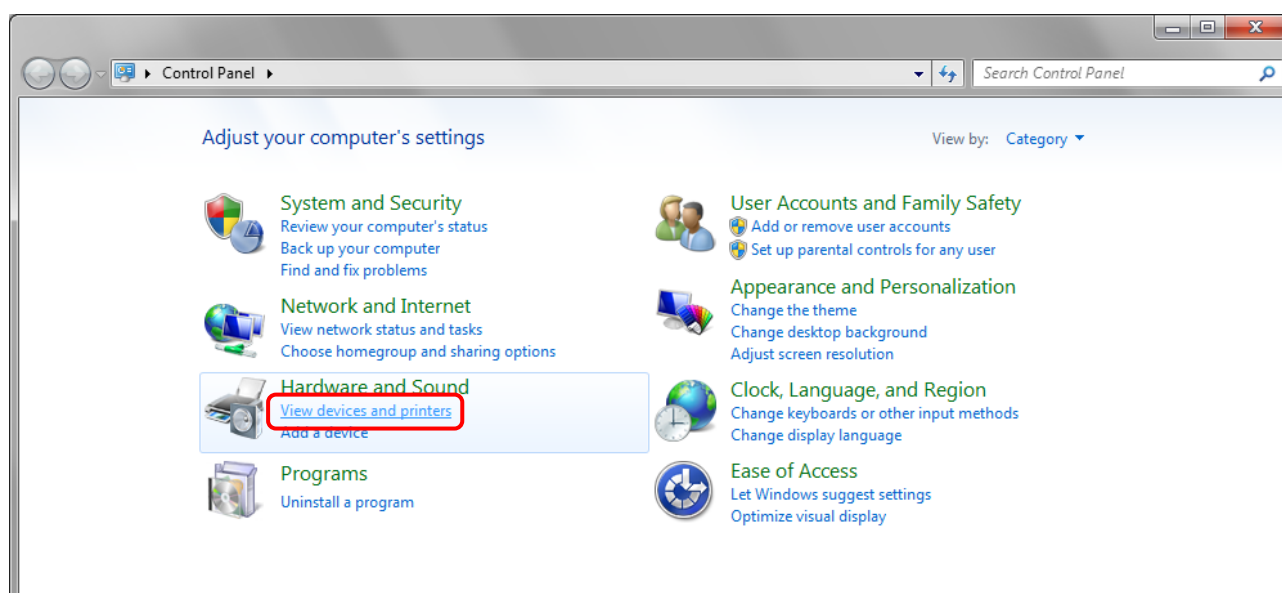 Control Panel
Search Control Panel
Adjust your computer's settings
View by: Category
System and Security
Review your computer's status
Back up your computer
Find and fix problems
Network and Internet
View network status and tasks
Choose homegroup and sharing options
Hardware and Sound
View devices and printers
Add a device
Programs
Uninstall a program
User Accounts and Family Safety
Add or remove user accounts
Set up parental controls for any user
Appearance and Personalization
Change the theme
Change desktop background
Adjust screen resolution
Clock, Language, and Region
Change keyboards or other input methods
Change display language
Ease of Access
Let Windows suggest settings
Optimize visual display